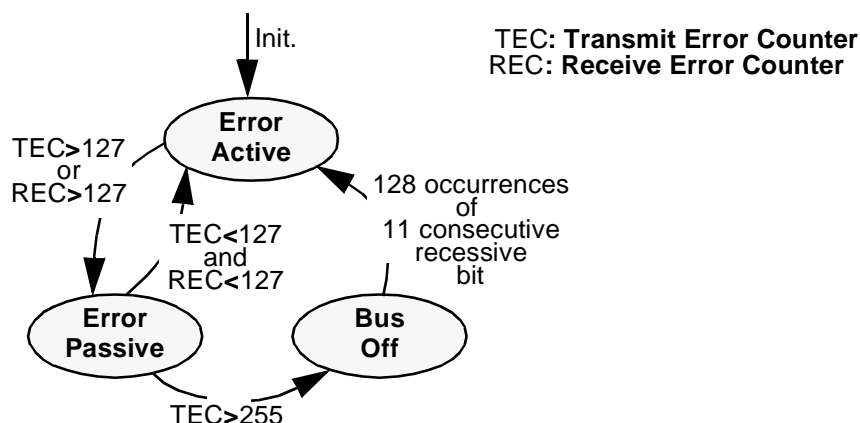 Init.
TEC: Transmit Error Counter
REC: Receive Error Counter
Error
Active
TEC>127
or
REC>127
TEC<127
and
REC<127
128 occurrences
of
11 consecutive
recessive
bit
Error
Passive
Bus
Off
TEC>255